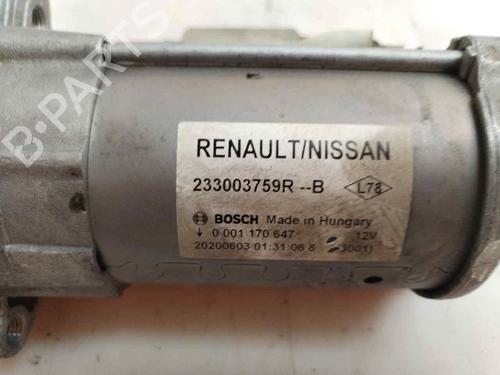 B-PARTS
RENAULT/NISSAN
233003759R --B L78
BOSCH Made in Hungary
0 001 170 647 12V
20200603 01:31:06 8 3001)